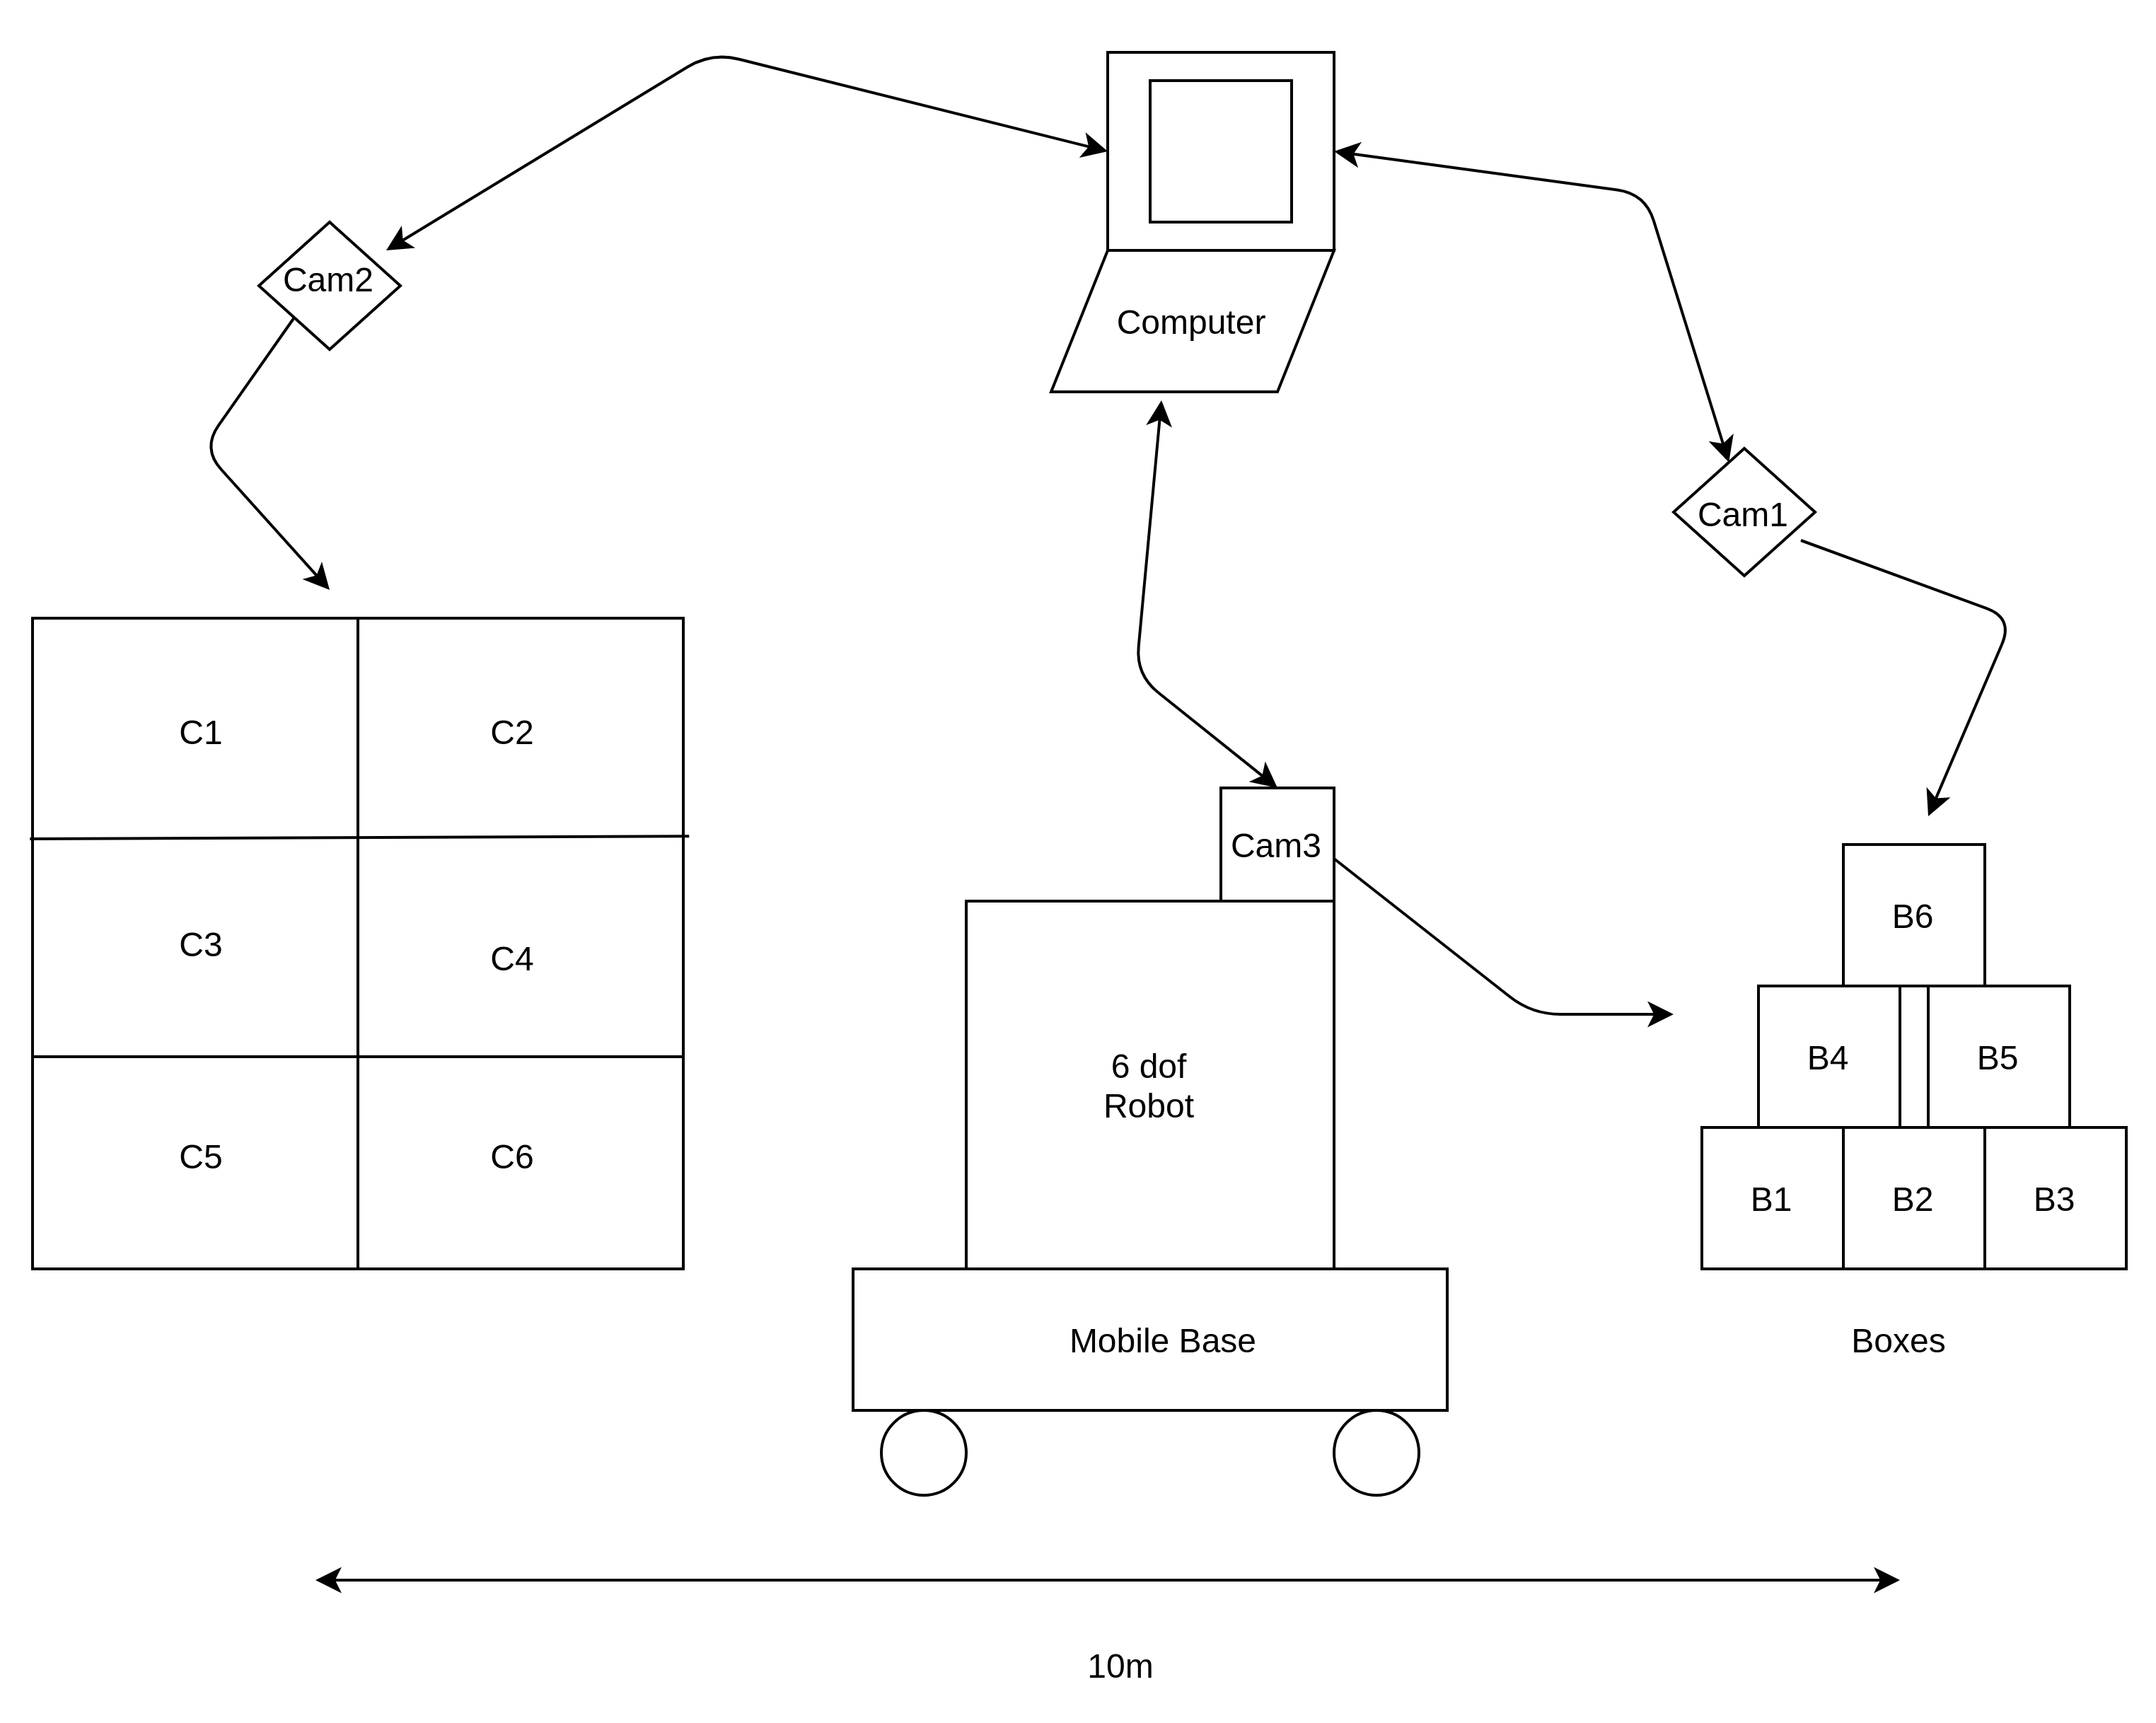 Cam2
Computer
Cam1
C1
C2
Cam3
B6
C3
C4
6 dof
Robot
B4
B5
C5
C6
B1
B2
B3
Mobile Base
Boxes
10m